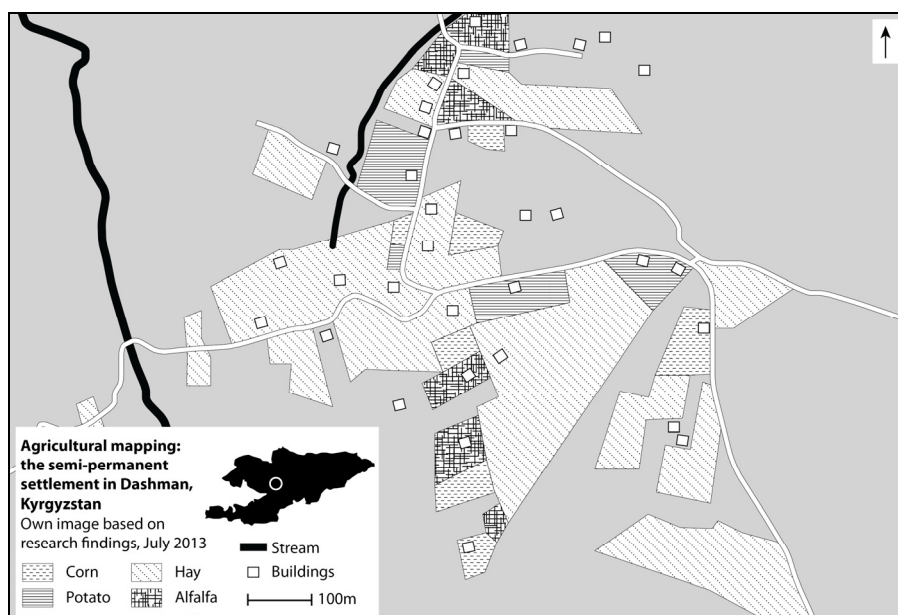 Agricultural mapping:
the semi-permanent
settlement in Dashman,
Kyrgyzstan
Own image based on
research findings, July 2013
Stream
Corn
Hay
Buildings
Potato
Alfalfa
100m